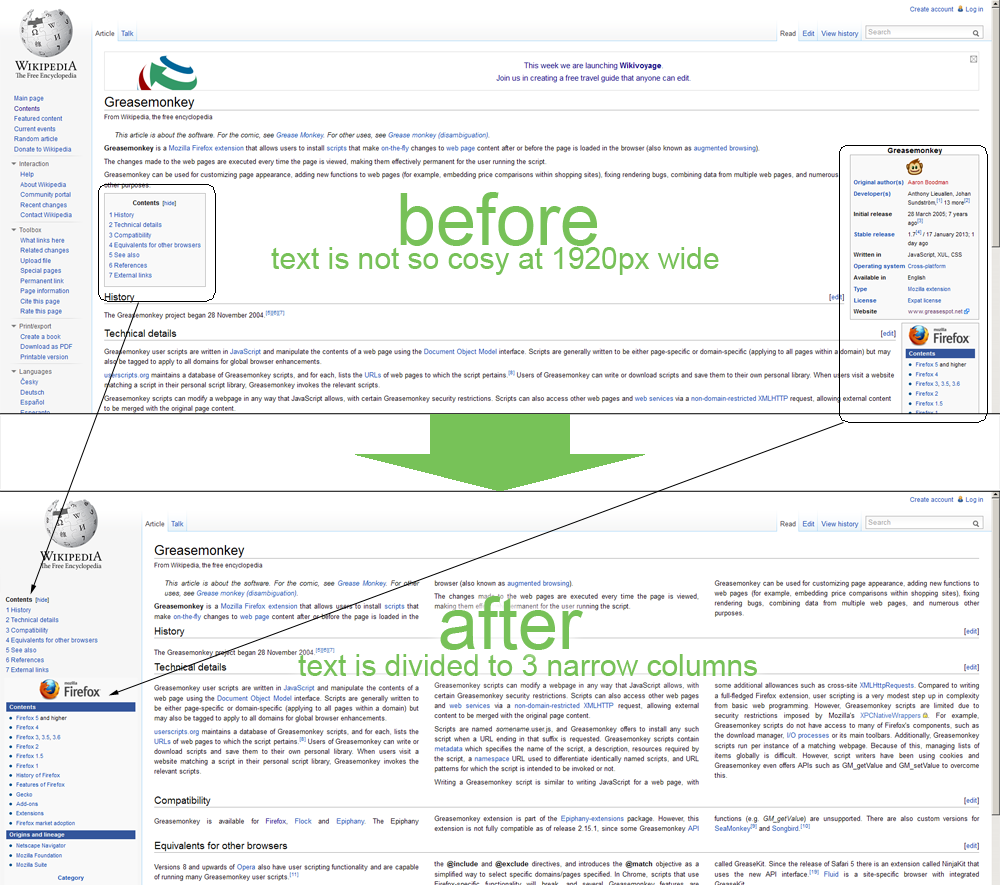 Create account Log in
WIKIPEDIA
The Free Encyclopedia
Article Talk
Read Edit View history Search
This week we are launching Wikivoyage.
Join us in creating a free travel guide that anyone can edit.
Main page
Contents
Featured content
Current events
Random article
Donate to Wikipedia
Interaction
Help
About Wikipedia
Community portal
Recent changes
Contact Wikipedia
Toolbox
What links here
Related changes
Upload file
Special pages
Permanent link
Page information
Cite this page
Rate this page
Print/export
Create a book
Download as PDF
Printable version
Languages
Česky
Deutsch
Español
Esperanto
Greasemonkey
From Wikipedia, the free encyclopedia
This article is about the software. For the comic, see Grease Monkey. For other uses, see Grease monkey (disambiguation).
Greasemonkey is a Mozilla Firefox extension that allows users to install scripts that make on-the-fly changes to web page content after or before the page is loaded in the browser (also known as augmented browsing).
The changes made to the web pages are executed every time the page is viewed, making them effectively permanent for the user running the script.
Greasemonkey can be used for customizing page appearance, adding new functions to web pages (for example, embedding price comparisons within shopping sites), fixing rendering bugs, combining data from multiple web pages, and numerous
other purposes.
Contents [hide]
1 History
2 Technical details
3 Compatibility
4 Equivalents for other browsers
5 See also
6 References
7 External links
before
text is not so cosy at 1920px wide
Greasemonkey
Original author(s) Aaron Boodman
Developer(s) Anthony Lieuallen, Johan
Sundström,[1] 13 more[2]
Initial release 28 March 2005; 7 years
ago[3]
Stable release 1.7[4] / 17 January 2013; 1
day ago
Written in JavaScript, XUL, CSS
Operating system Cross-platform
Available in English
Type Mozilla extension
License Expat license
Website www.greasespot.net
mozilla
Firefox
Contents
Firefox 5 and higher
Firefox 4
Firefox 3, 3.5, 3.6
Firefox 2
Firefox 1.5
Firefox 1
History [edit]
The Greasemonkey project began 28 November 2004.[5][6][7]
Technical details [edit]
Greasemonkey user scripts are written in JavaScript and manipulate the contents of a web page using the Document Object Model interface. Scripts are generally written to be either page-specific or domain-specific (applying to all pages within a domain) but may
also be tagged to apply to all domains for global browser enhancements.
userscripts.org maintains a database of Greasemonkey scripts, and for each, lists the URLs of web pages to which the script pertains.[8] Users of Greasemonkey can write or download scripts and save them to their own personal library. When users visit a website
matching a script in their personal script library, Greasemonkey invokes the relevant scripts.
Greasemonkey scripts can modify a webpage in any way that JavaScript allows, with certain Greasemonkey security restrictions. Scripts can also access other web pages and web services via a non-domain-restricted XMLHTTP request, allowing external content
to be merged with the original page content.
Create account Log in
WIKIPEDIA
The Free Encyclopedia
Article Talk
Read Edit View history Search
Contents [hide]
1 History
2 Technical details
3 Compatibility
4 Equivalents for other browsers
5 See also
6 References
7 External links
mozilla
Firefox
Contents
Firefox 5 and higher
Firefox 4
Firefox 3, 3.5, 3.6
Firefox 2
Firefox 1.5
Firefox 1
History of Firefox
Features of Firefox
Gecko
Add-ons
Extensions
Firefox market adoption
Origins and lineage
Netscape Navigator
Mozilla Foundation
Mozilla Suite
Category
Greasemonkey
From Wikipedia, the free encyclopedia
This article is about the software. For the comic, see Grease Monkey. For other uses,
see Grease monkey (disambiguation).
Greasemonkey is a Mozilla Firefox extension that allows users to install scripts that
make on-the-fly changes to web page content after or before the page is loaded in the
browser (also known as augmented browsing).
The changes made to the web pages are executed every time the page is viewed,
making them permanent for the user running the script.
Greasemonkey can be used for customizing page appearance, adding new functions to
web pages (for example, embedding price comparisons within shopping sites), fixing
rendering bugs, combining data from multiple web pages, and numerous other
purposes.
after
text is divided to 3 narrow columns
History [edit]
The Greasemonkey project began 28 November 2004.[5][6][7]
Technical details [edit]
Greasemonkey user scripts are written in JavaScript and manipulate the contents of a
web page using the Document Object Model interface. Scripts are generally written to
be either page-specific or domain-specific (applying to all pages within a domain) but
may also be tagged to apply to all domains for global browser enhancements.
userscripts.org maintains a database of Greasemonkey scripts, and for each, lists the
URLs of web pages to which the script pertains.[8] Users of Greasemonkey can write or
download scripts and save them to their own personal library. When users visit a
website matching a script in their personal script library, Greasemonkey invokes the
relevant scripts.
Greasemonkey scripts can modify a webpage in any way that JavaScript allows, with
certain Greasemonkey security restrictions. Scripts can also access other web pages
and web services via a non-domain-restricted XMLHTTP request, allowing external
content to be merged with the original page content.
Scripts are named somename.user.js, and Greasemonkey offers to install any such
script when a URL ending in that suffix is requested. Greasemonkey scripts contain
metadata which specifies the name of the script, a description, resources required by
the script, a namespace URL used to differentiate identically named scripts, and URL
patterns for which the script is intended to be invoked or not.
Writing a Greasemonkey script is similar to writing JavaScript for a web page, with
some additional allowances such as cross-site XMLHttpRequests. Compared to writing
a full-fledged Firefox extension, user scripting is a very modest step up in complexity
from basic web programming. However, Greasemonkey scripts are limited due to
security restrictions imposed by Mozilla's XPCNativeWrappers. For example,
Greasemonkey scripts do not have access to many of Firefox's components, such as
the download manager, I/O processes or its main toolbars. Additionally, Greasemonkey
scripts run per instance of a matching webpage. Because of this, managing lists of
items globally is difficult. However, script writers have been using cookies and
Greasemonkey even offers APIs such as GM_getValue and GM_setValue to overcome
this.
Compatibility [edit]
Greasemonkey is available for Firefox, Flock and Epiphany. The Epiphany
Greasemonkey extension is part of the Epiphany-extensions package. However, this
extension is not fully compatible as of release 2.15.1, since some Greasemonkey API
functions (e.g. GM_getValue) are unsupported. There are also custom versions for
SeaMonkey[9] and Songbird.[10]
Equivalents for other browsers [edit]
Versions 8 and upwards of Opera also have user scripting functionality and are capable
of running many Greasemonkey user scripts.[11]
the @include and @exclude directives, and introduces the @match objective as a
simplified way to select specific domains/pages specified. In Chrome, scripts that use
Firefox-specific functionality will break, and several Greasemonkey features are
called GreaseKit. Since the release of Safari 5 there is an extension called NinjaKit that
uses the new API interface.[19] Fluid is a site-specific browser with integrated
GreaseKit.